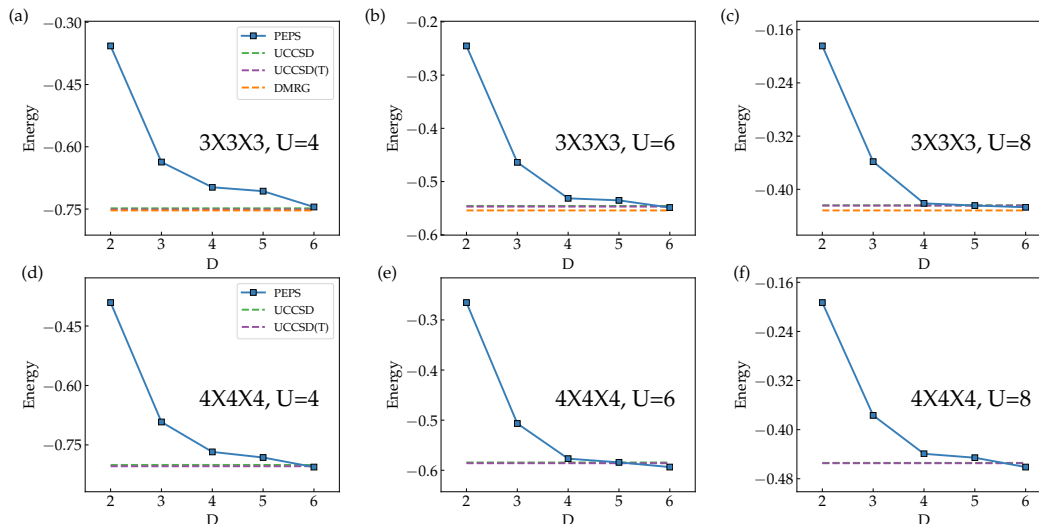 (a)
−0.30
−0.45
−0.60
−0.75
Energy
PEPS
UCCSD
UCCSD(T)
DMRG
3X3X3, U=4
2 3 4 5 6
D
(b)
−0.2
−0.3
−0.4
−0.5
−0.6
Energy
3X3X3, U=6
2 3 4 5 6
D
(c)
−0.16
−0.24
−0.32
−0.40
Energy
3X3X3, U=8
2 3 4 5 6
D
(d)
−0.45
−0.60
−0.75
Energy
PEPS
UCCSD
UCCSD(T)
4X4X4, U=4
2 3 4 5 6
D
(e)
−0.3
−0.4
−0.5
−0.6
Energy
4X4X4, U=6
2 3 4 5 6
D
(f)
−0.16
−0.24
−0.32
−0.40
−0.48
Energy
4X4X4, U=8
2 3 4 5 6
D